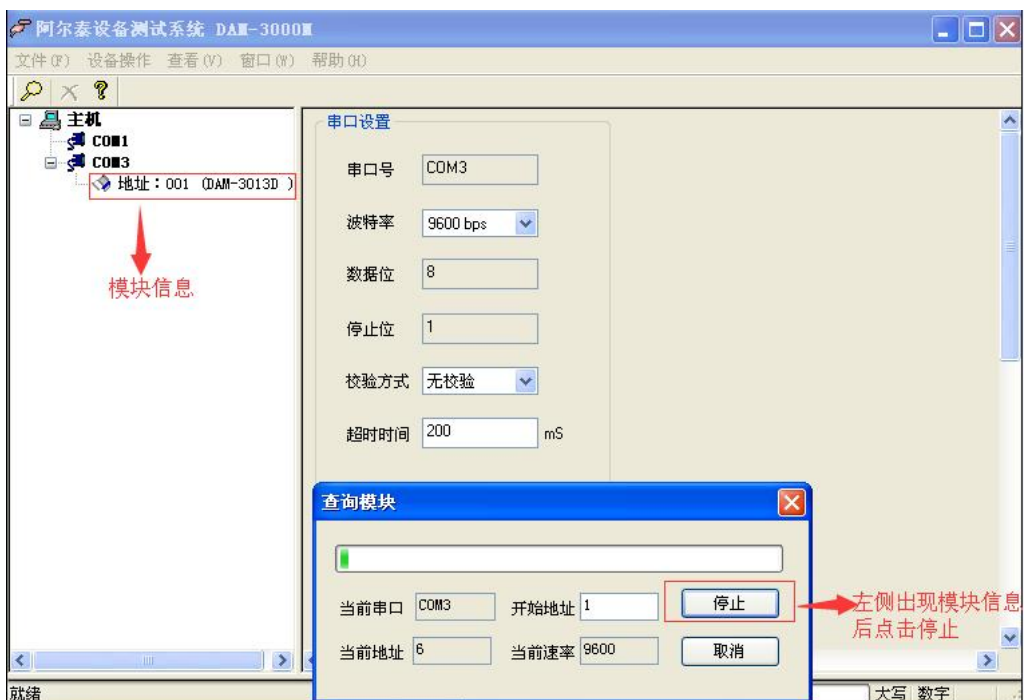 阿尔泰设备测试系统 DAM-3000M
文件(F) 设备操作 查看(V) 窗口(W) 帮助(H)
主机
COM1
COM3
地址：001 (DAM-3013D )
模块信息
串口设置
串口号 COM3
波特率 9600 bps
数据位 8
停止位 1
校验方式 无校验
超时时间 200 mS
查询模块
当前串口 COM3 开始地址 1 停止
当前地址 6 当前速率 9600 取消
左侧出现模块信息
后点击停止
就绪 大写 数字